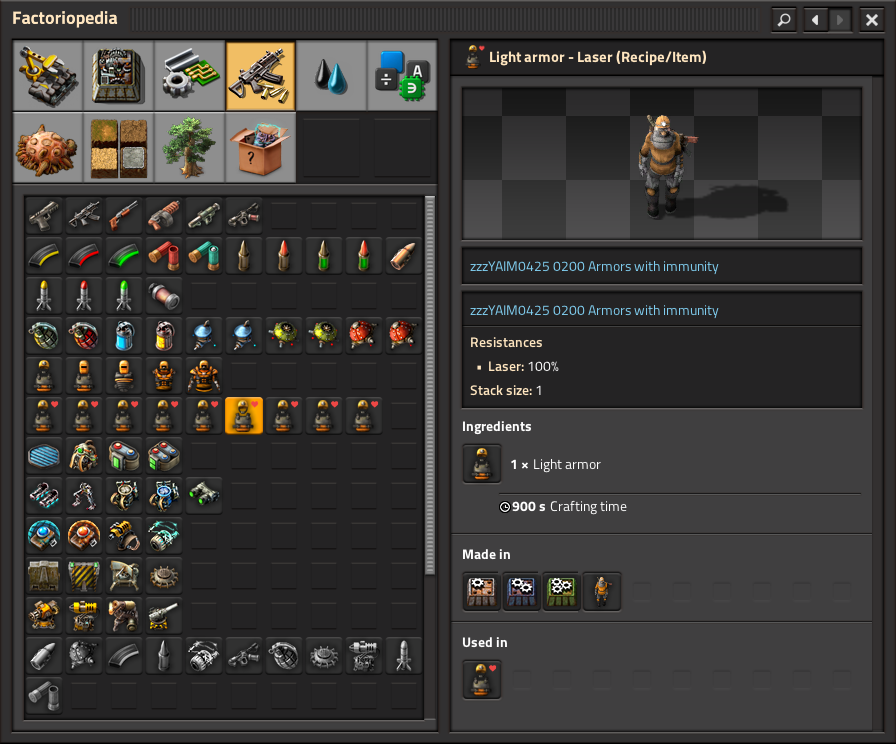 Factoriopedia
Light armor - Laser (Recipe/Item)
zzzYAIM0425 0200 Armors with immunity
zzzYAIM0425 0200 Armors with immunity
Resistances
• Laser: 100%
Stack size: 1
Ingredients
1 × Light armor
900 s Crafting time
Made in
Used in